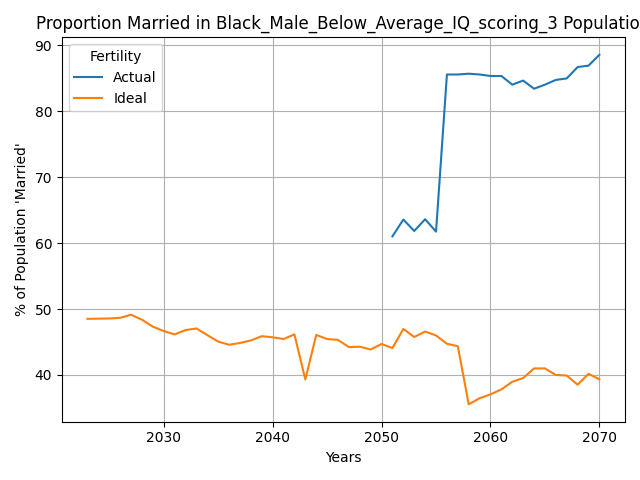 Proportion Married in Black_Male_Below_Average_IQ_scoring_3 Populatio
90
80
70
60
50
40
% of Population 'Married'
Fertility
Actual
Ideal
2030
2040
2050
2060
2070
Years